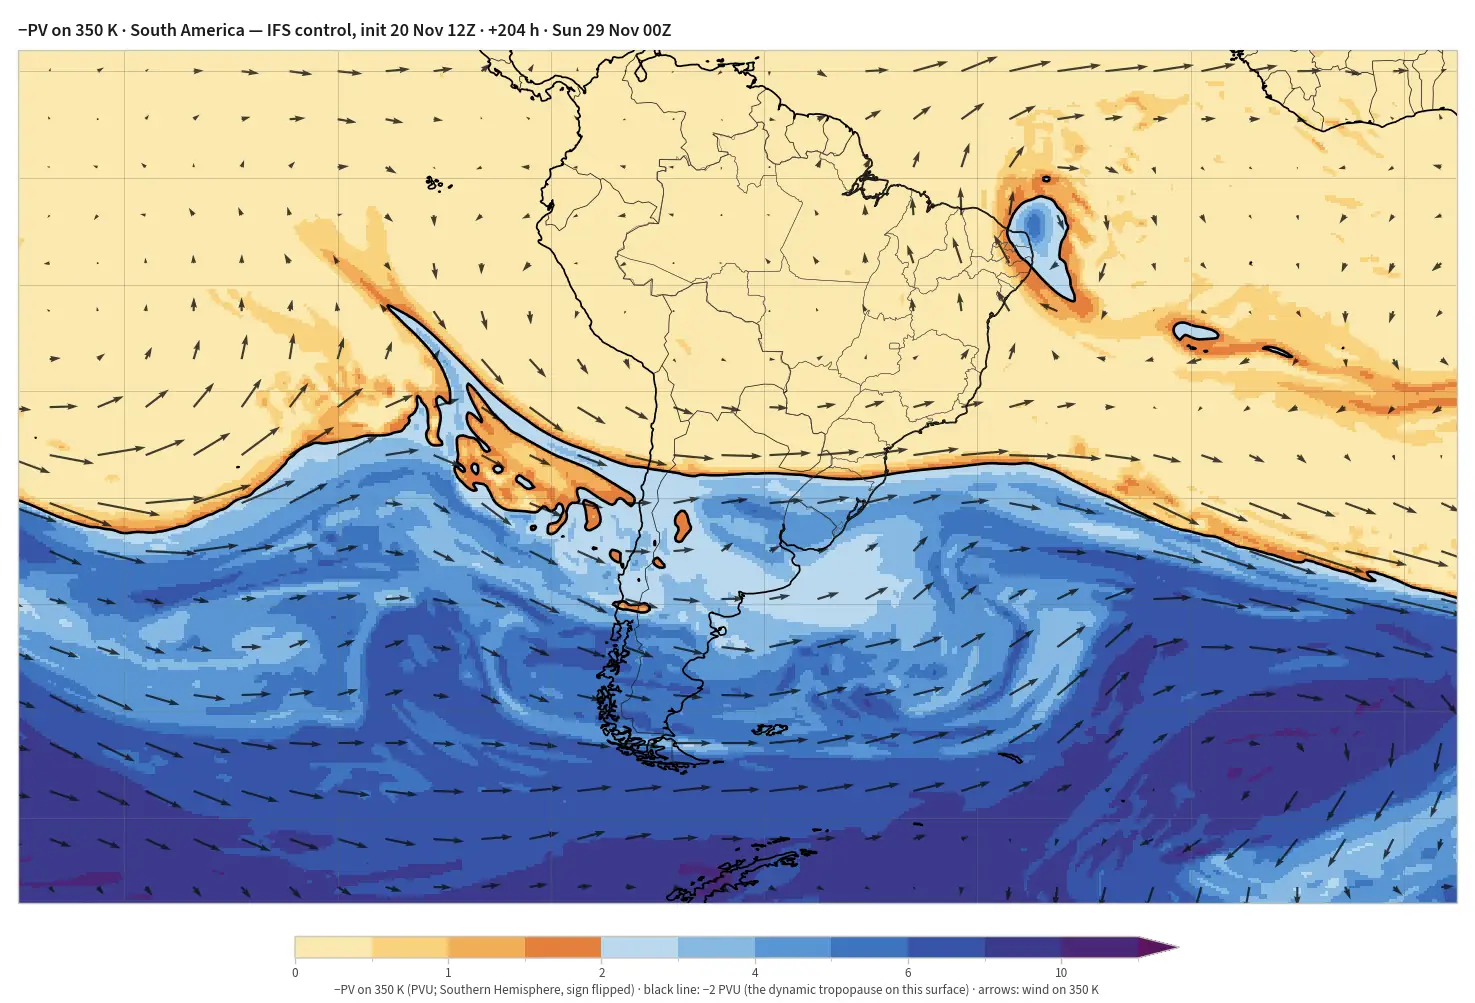 −PV on 350 K · South America — IFS control, init 20 Nov 12Z · +204 h · Sun 29 Nov 00Z
0 1 2 4 6 10
−PV on 350 K (PVU; Southern Hemisphere, sign flipped) · black line: −2 PVU (the dynamic tropopause on this surface) · arrows: wind on 350 K